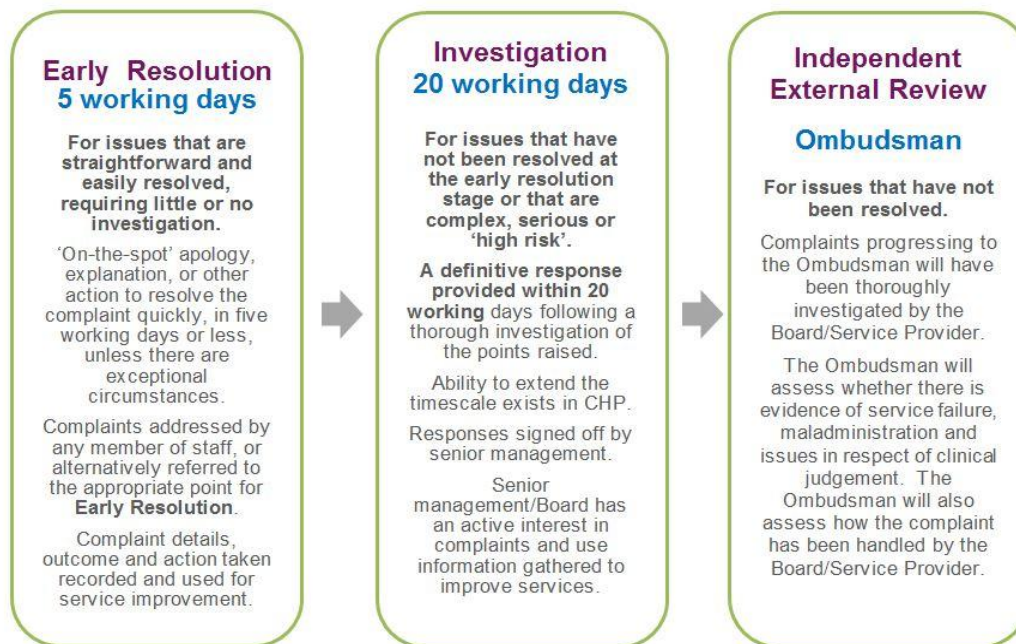 Early Resolution
5 working days
For issues that are
straightforward and
easily resolved,
requiring little or no
investigation.
‘On-the-spot’ apology,
explanation, or other
action to resolve the
complaint quickly, in five
working days or less,
unless there are
exceptional
circumstances.
Complaints addressed by
any member of staff, or
alternatively referred to
the appropriate point for
Early Resolution.
Complaint details,
outcome and action taken
recorded and used for
service improvement.
Investigation
20 working days
For issues that have
not been resolved at
the early resolution
stage or that are
complex, serious or
‘high risk’.
A definitive response
provided within 20
working days following a
thorough investigation of
the points raised.
Ability to extend the
timescale exists in CHP.
Responses signed off by
senior management.
Senior
management/Board has
an active interest in
complaints and use
information gathered to
improve services.
Independent
External Review
Ombudsman
For issues that have not
been resolved.
Complaints progressing to
the Ombudsman will have
been thoroughly
investigated by the
Board/Service Provider.
The Ombudsman will
assess whether there is
evidence of service failure,
maladministration and
issues in respect of clinical
judgement. The
Ombudsman will also
assess how the complaint
has been handled by the
Board/Service Provider.